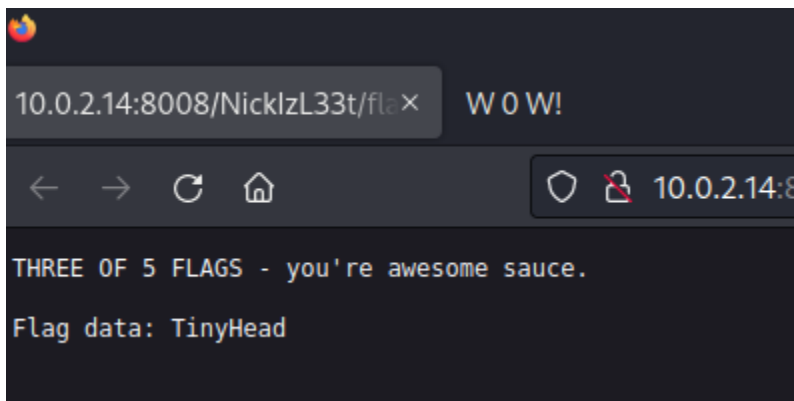 10.0.2.14:8008/NickIzL33t/fla
W 0 W!
10.0.2.14:8
THREE OF 5 FLAGS - you're awesome sauce.
Flag data: TinyHead